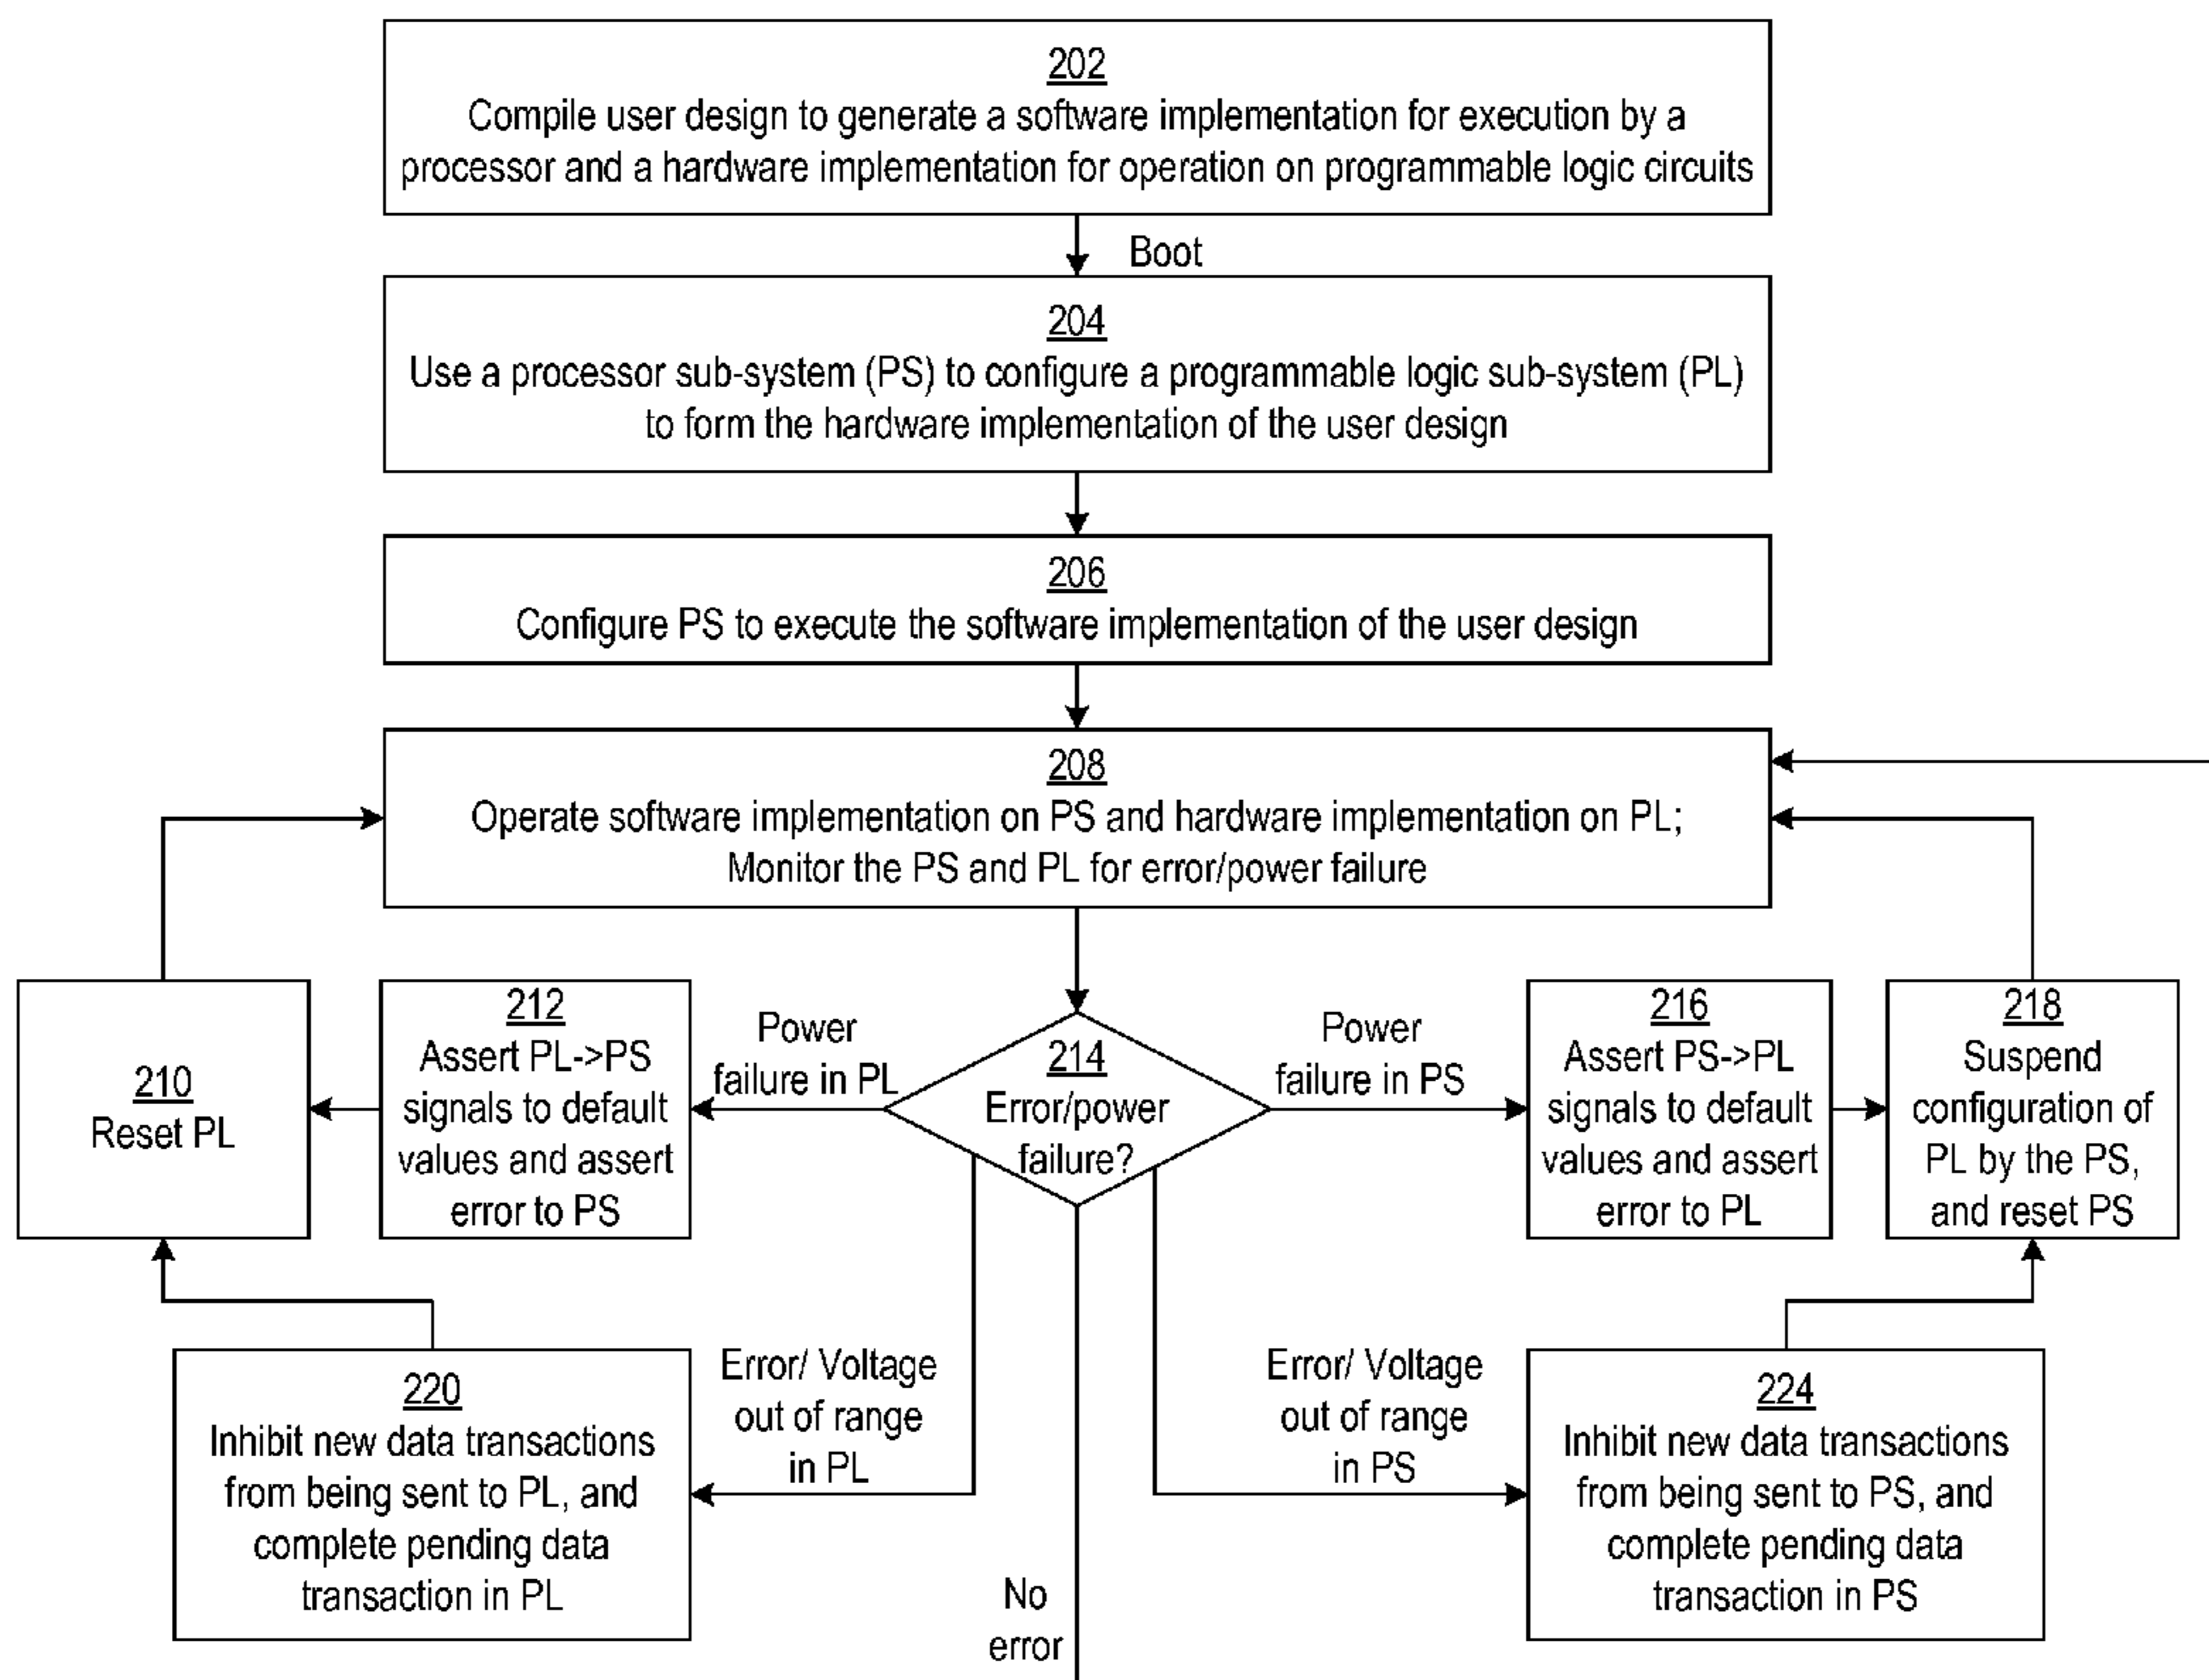 202
Compile user design to generate a software implementation for execution by a
processor and a hardware implementation for operation on programmable logic circuits
Boot
204
Use a processor sub-system (PS) to configure a programmable logic sub-system (PL)
to form the hardware implementation of the user design
206
Configure PS to execute the software implementation of the user design
208
Operate software implementation on PS and hardware implementation on PL;
Monitor the PS and PL for error/power failure
210
Reset PL
212
Assert PL->PS
signals to default
values and assert
error to PS
Power
failure in PL
214
Error/power
failure?
Power
failure in PS
216
Assert PS->PL
signals to default
values and assert
error to PL
218
Suspend
configuration of
PL by the PS,
and reset PS
220
Inhibit new data transactions
from being sent to PL, and
complete pending data
transaction in PL
Error/ Voltage
out of range
in PL
No
error
Error/ Voltage
out of range
in PS
224
Inhibit new data transactions
from being sent to PS, and
complete pending data
transaction in PS